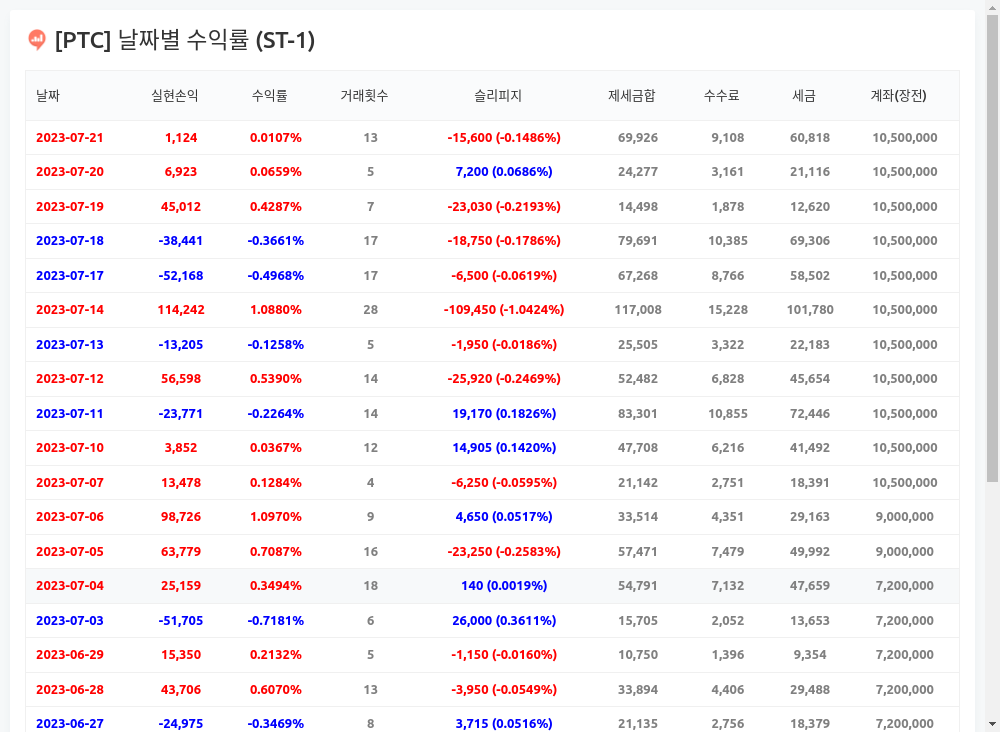 [PTC] 날짜별 수익률 (ST-1)
날짜 실현손익 수익률 거래횟수 슬리피지 제세금합 수수료 세금 계좌(장전)
2023-07-21 1,124 0.0107% 13 -15,600 (-0.1486%) 69,926 9,108 60,818 10,500,000
2023-07-20 6,923 0.0659% 5 7,200 (0.0686%) 24,277 3,161 21,116 10,500,000
2023-07-19 45,012 0.4287% 7 -23,030 (-0.2193%) 14,498 1,878 12,620 10,500,000
2023-07-18 -38,441 -0.3661% 17 -18,750 (-0.1786%) 79,691 10,385 69,306 10,500,000
2023-07-17 -52,168 -0.4968% 17 -6,500 (-0.0619%) 67,268 8,766 58,502 10,500,000
2023-07-14 114,242 1.0880% 28 -109,450 (-1.0424%) 117,008 15,228 101,780 10,500,000
2023-07-13 -13,205 -0.1258% 5 -1,950 (-0.0186%) 25,505 3,322 22,183 10,500,000
2023-07-12 56,598 0.5390% 14 -25,920 (-0.2469%) 52,482 6,828 45,654 10,500,000
2023-07-11 -23,771 -0.2264% 14 19,170 (0.1826%) 83,301 10,855 72,446 10,500,000
2023-07-10 3,852 0.0367% 12 14,905 (0.1420%) 47,708 6,216 41,492 10,500,000
2023-07-07 13,478 0.1284% 4 -6,250 (-0.0595%) 21,142 2,751 18,391 10,500,000
2023-07-06 98,726 1.0970% 9 4,650 (0.0517%) 33,514 4,351 29,163 9,000,000
2023-07-05 63,779 0.7087% 16 -23,250 (-0.2583%) 57,471 7,479 49,992 9,000,000
2023-07-04 25,159 0.3494% 18 140 (0.0019%) 54,791 7,132 47,659 7,200,000
2023-07-03 -51,705 -0.7181% 6 26,000 (0.3611%) 15,705 2,052 13,653 7,200,000
2023-06-29 15,350 0.2132% 5 -1,150 (-0.0160%) 10,750 1,396 9,354 7,200,000
2023-06-28 43,706 0.6070% 13 -3,950 (-0.0549%) 33,894 4,406 29,488 7,200,000
2023-06-27 -24,975 -0.3469% 8 3,715 (0.0516%) 21,135 2,756 18,379 7,200,000